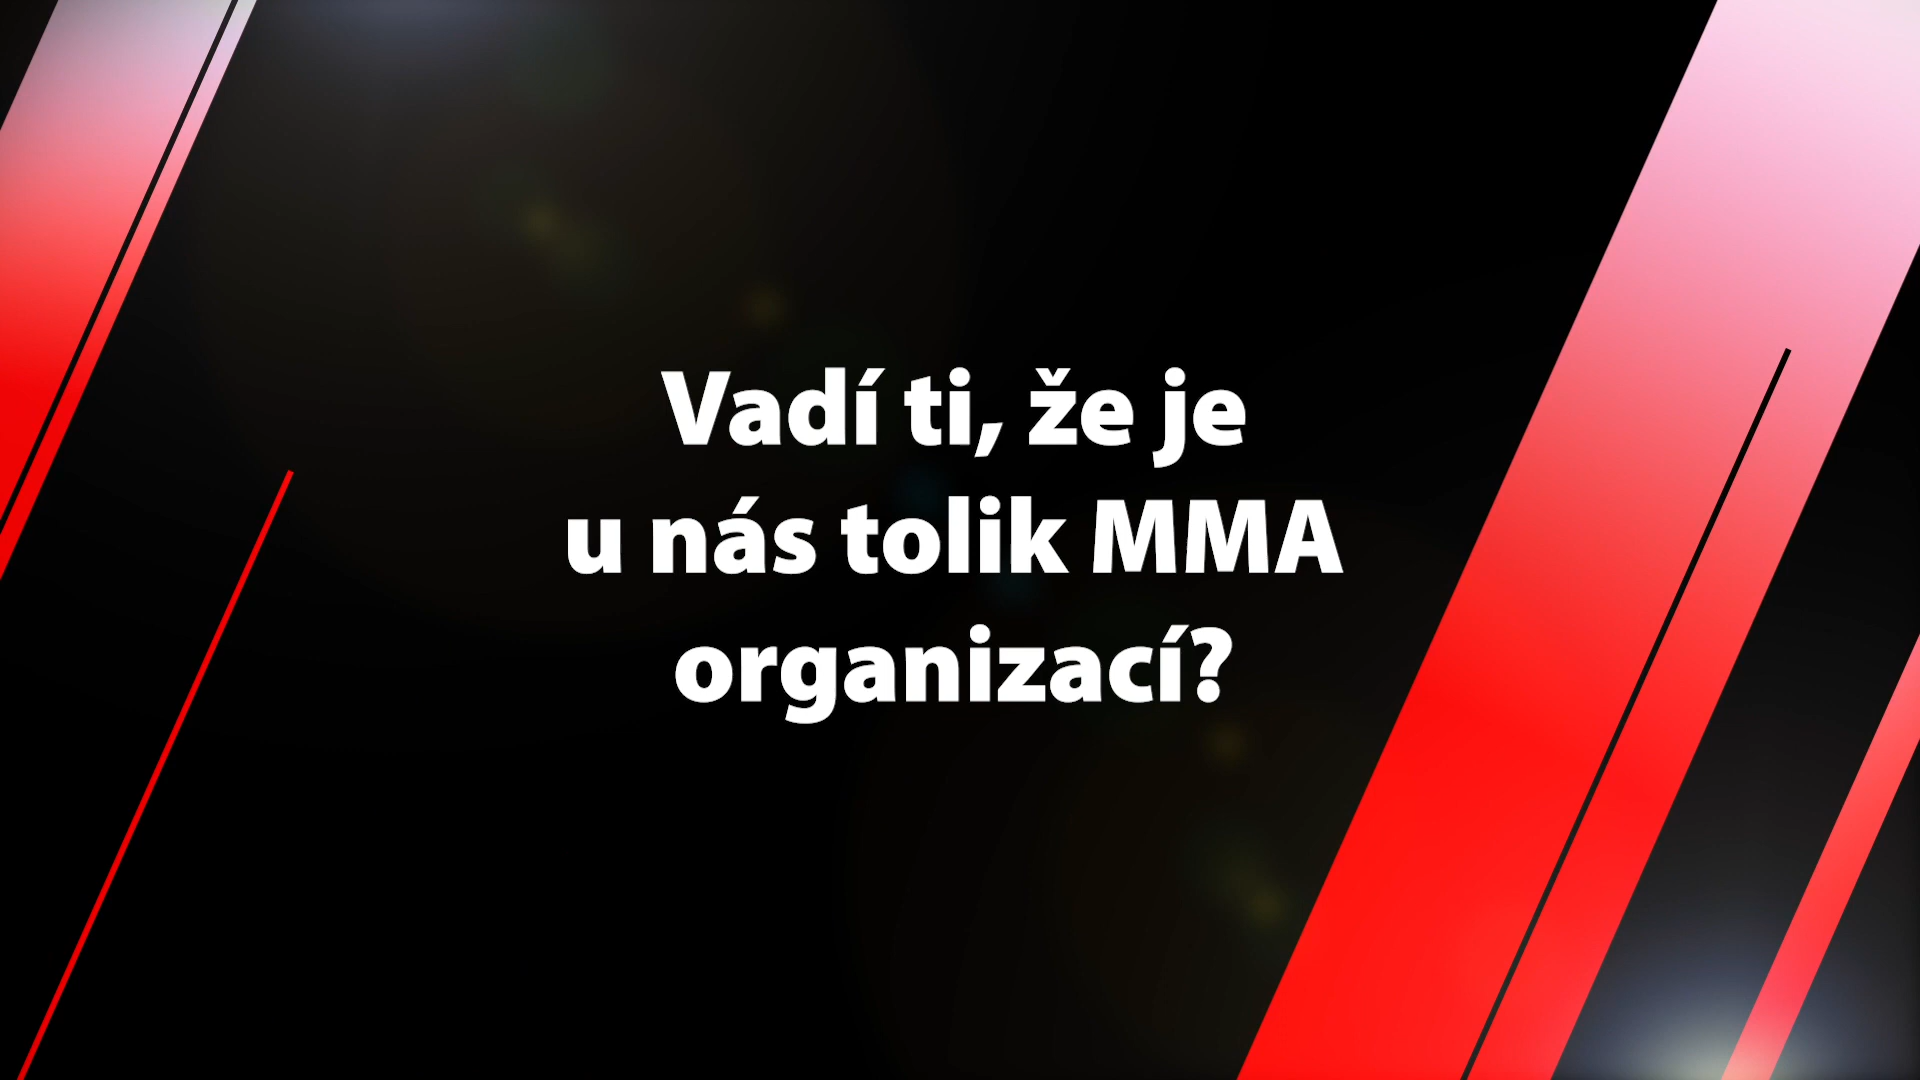 Vadí ti, že je
u nás tolik MMA
organizací?